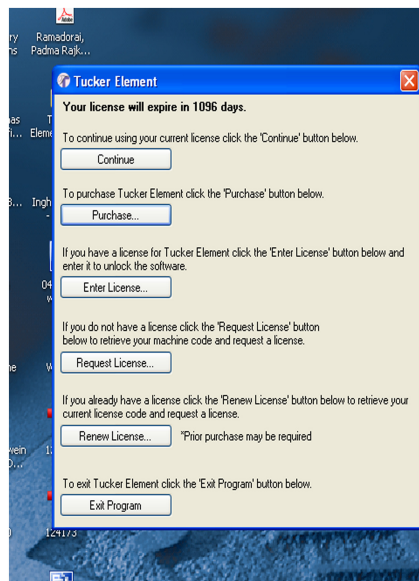 ry Ramadorai,
ns Padma Rajk...
Tucker Element
Your license will expire in 1096 days.
To continue using your current license click the 'Continue' button below.
Continue
To purchase Tucker Element click the 'Purchase' button below.
Purchase...
If you have a license for Tucker Element click the 'Enter License' button below and
enter it to unlock the software.
Enter License...
If you do not have a license click the 'Request License' button
below to retrieve your machine code and request a license.
Request License...
If you already have a license click the 'Renew License' button below to retrieve your
current license code and request a license.
Renew License... *Prior purchase may be required
To exit Tucker Element click the 'Exit Program' button below.
Exit Program
124173